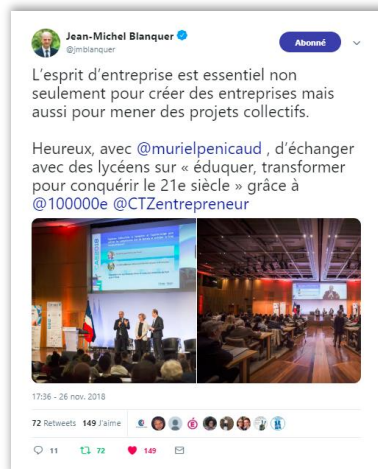 Jean-Michel Blanquer
@jmblanquer
Abonné
L'esprit d'entreprise est essentiel non
seulement pour créer des entreprises mais
aussi pour mener des projets collectifs.
Heureux, avec @murielpenicaud , d'échanger
avec des lycéens sur « éduquer, transformer
pour conquérir le 21e siècle » grâce à
@100000e @CTZentrepreneur
17:36 - 26 nov. 2018
72 Retweets 149 J'aime
11 72 149